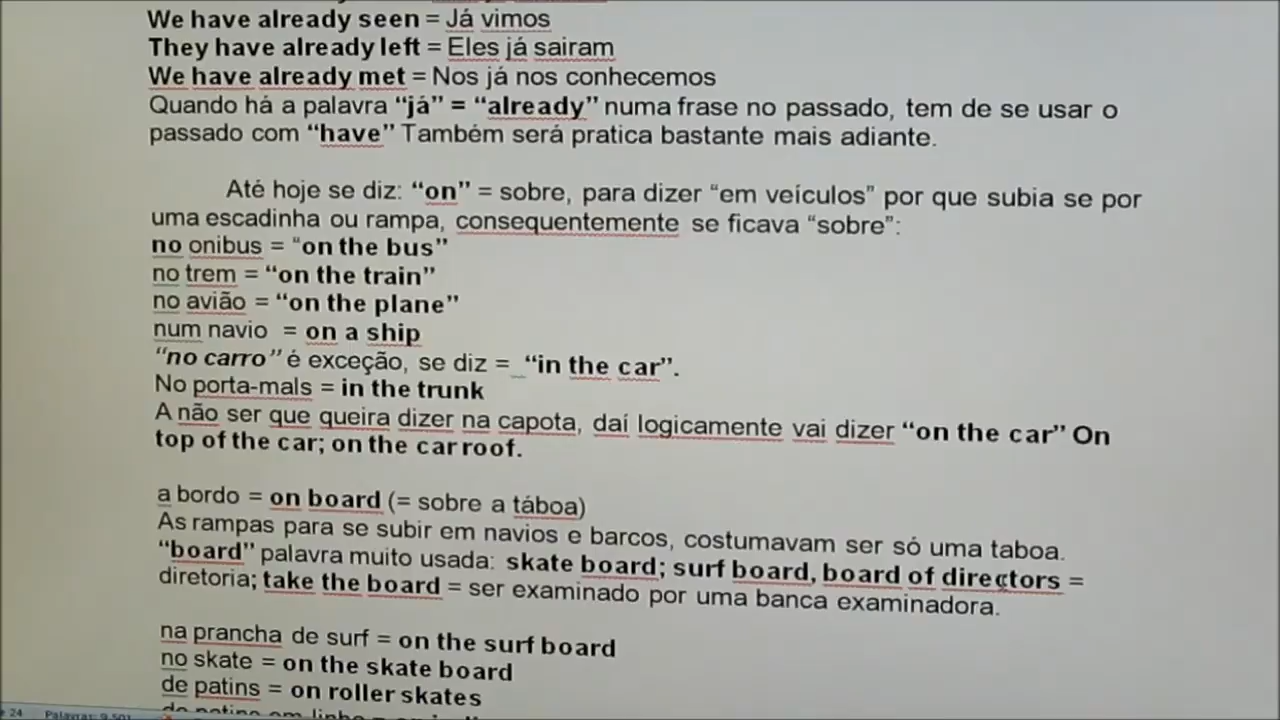 We have already seen = Já vimos
They have already left = Eles já sairam
We have already met = Nos já nos conhecemos
Quando há a palavra “já” = “already” numa frase no passado, tem de se usar o
passado com “have” Também será pratica bastante mais adiante.
Até hoje se diz: “on” = sobre, para dizer “em veículos” por que subia se por
uma escadinha ou rampa, consequentemente se ficava “sobre”:
no onibus = “on the bus”
no trem = “on the train”
no avião = “on the plane”
num navio = on a ship
“no carro” é exceção, se diz = “in the car”.
No porta-mals = in the trunk
A não ser que queira dizer na capota, daí logicamente vai dizer “on the car” On
top of the car; on the car roof.
a bordo = on board (= sobre a táboa)
As rampas para se subir em navios e barcos, costumavam ser só uma taboa.
“board” palavra muito usada: skate board; surf board, board of directors =
diretoria; take the board = ser examinado por uma banca examinadora.
na prancha de surf = on the surf board
no skate = on the skate board
de patins = on roller skates
de patins em linha =
24 Palavras: 9.501